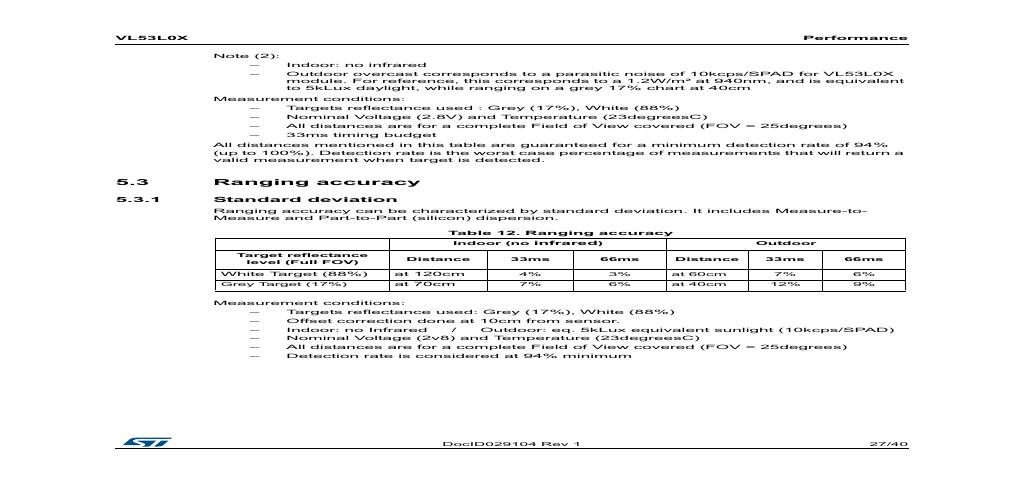 VL53L0X Performance
Note (2):
– Indoor: no infrared
– Outdoor overcast corresponds to a parasitic noise of 10kcps/SPAD for VL53L0X
module. For reference, this corresponds to a 1.2W/m² at 940nm, and is equivalent
to 5kLux daylight, while ranging on a grey 17% chart at 40cm
Measurement conditions:
– Targets reflectance used : Grey (17%), White (88%)
– Nominal Voltage (2.8V) and Temperature (23degreesC)
– All distances are for a complete Field of View covered (FOV = 25degrees)
– 33ms timing budget
All distances mentioned in this table are guaranteed for a minimum detection rate of 94%
(up to 100%). Detection rate is the worst case percentage of measurements that will return a
valid measurement when target is detected.
5.3 Ranging accuracy
5.3.1 Standard deviation
Ranging accuracy can be characterized by standard deviation. It includes Measure-to-
Measure and Part-to-Part (silicon) dispersion.
Table 12. Ranging accuracy
Indoor (no infrared) Outdoor
Target reflectance
level (Full FOV) Distance 33ms 66ms Distance 33ms 66ms
White Target (88%) at 120cm 4% 3% at 60cm 7% 6%
Grey Target (17%) at 70cm 7% 6% at 40cm 12% 9%
Measurement conditions:
– Targets reflectance used: Grey (17%), White (88%)
– Offset correction done at 10cm from sensor.
– Indoor: no Infrared / Outdoor: eq. 5kLux equivalent sunlight (10kcps/SPAD)
– Nominal Voltage (2v8) and Temperature (23degreesC)
– All distances are for a complete Field of View covered (FOV = 25degrees)
– Detection rate is considered at 94% minimum
ST DocID029104 Rev 1 27/40